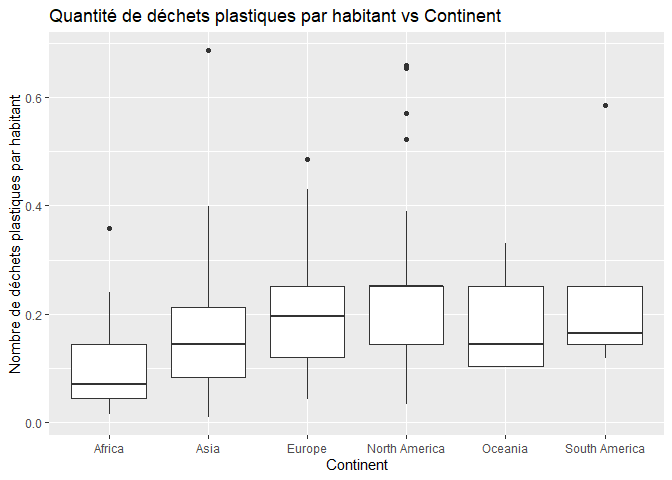 Quantité de déchets plastiques par habitant vs Continent
Nombre de déchets plastiques par habitant
0.6
0.4
0.2
0.0
Africa
Asia
Europe
North America
Oceania
South America
Continent